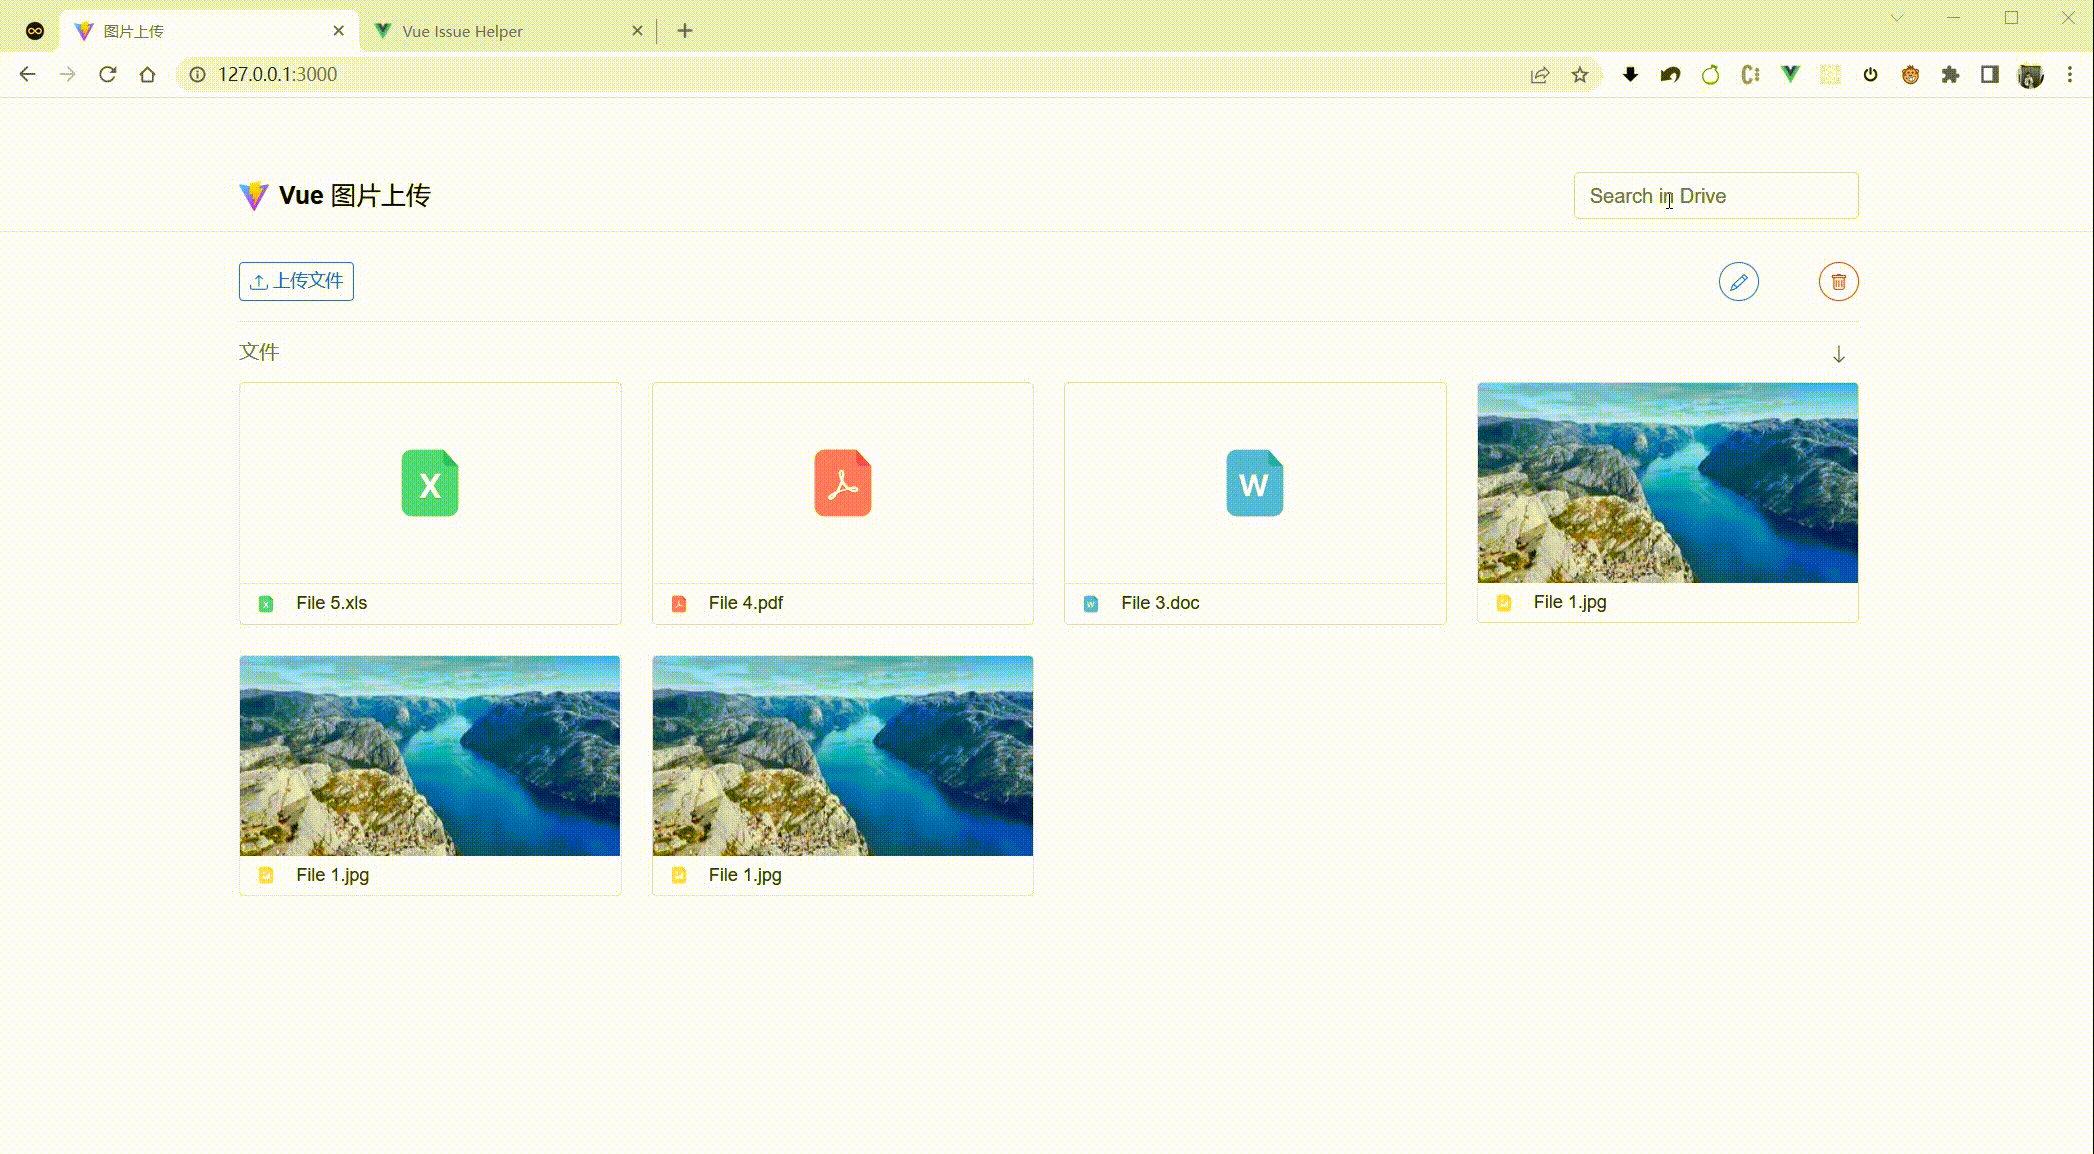 图片上传
Vue Issue Helper
127.0.0.1:3000
Vue 图片上传
Search in Drive
上传文件
文件
X
W
File 5.xls
File 4.pdf
File 3.doc
File 1.jpg
File 1.jpg
File 1.jpg